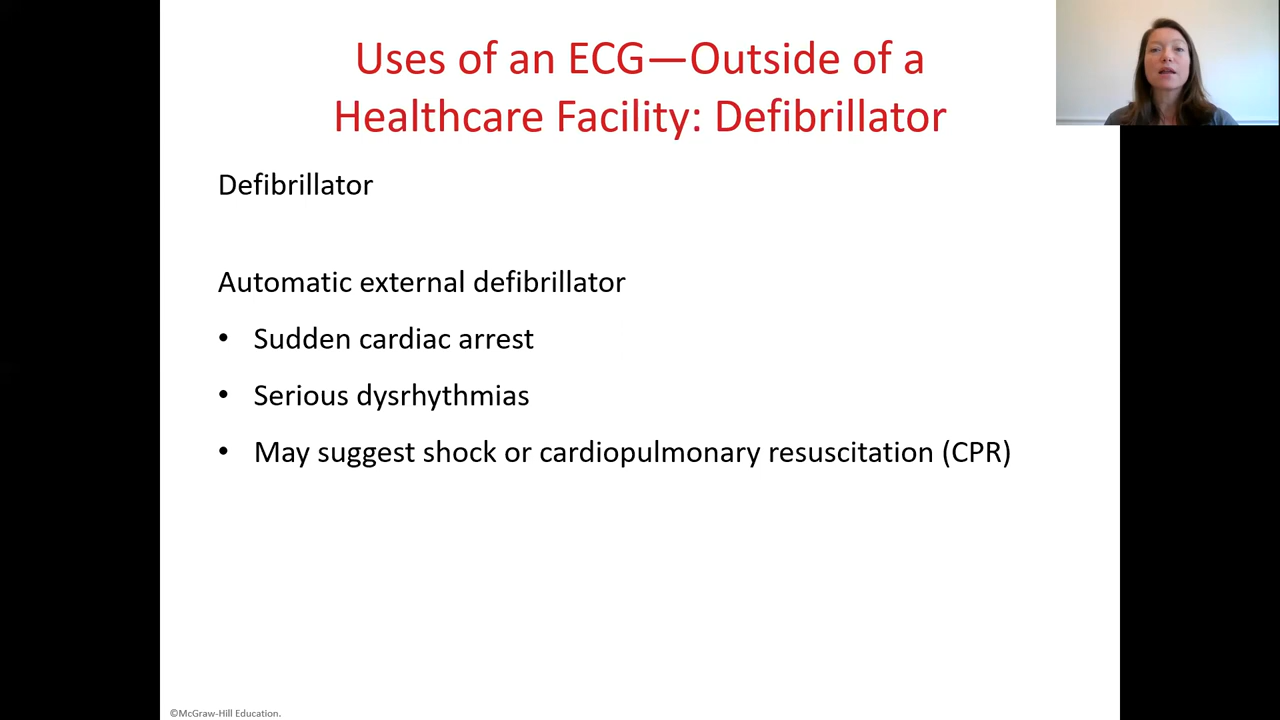 Uses of an ECG—Outside of a
Healthcare Facility: Defibrillator
Defibrillator
Automatic external defibrillator
• Sudden cardiac arrest
• Serious dysrhythmias
• May suggest shock or cardiopulmonary resuscitation (CPR)
©McGraw-Hill Education.